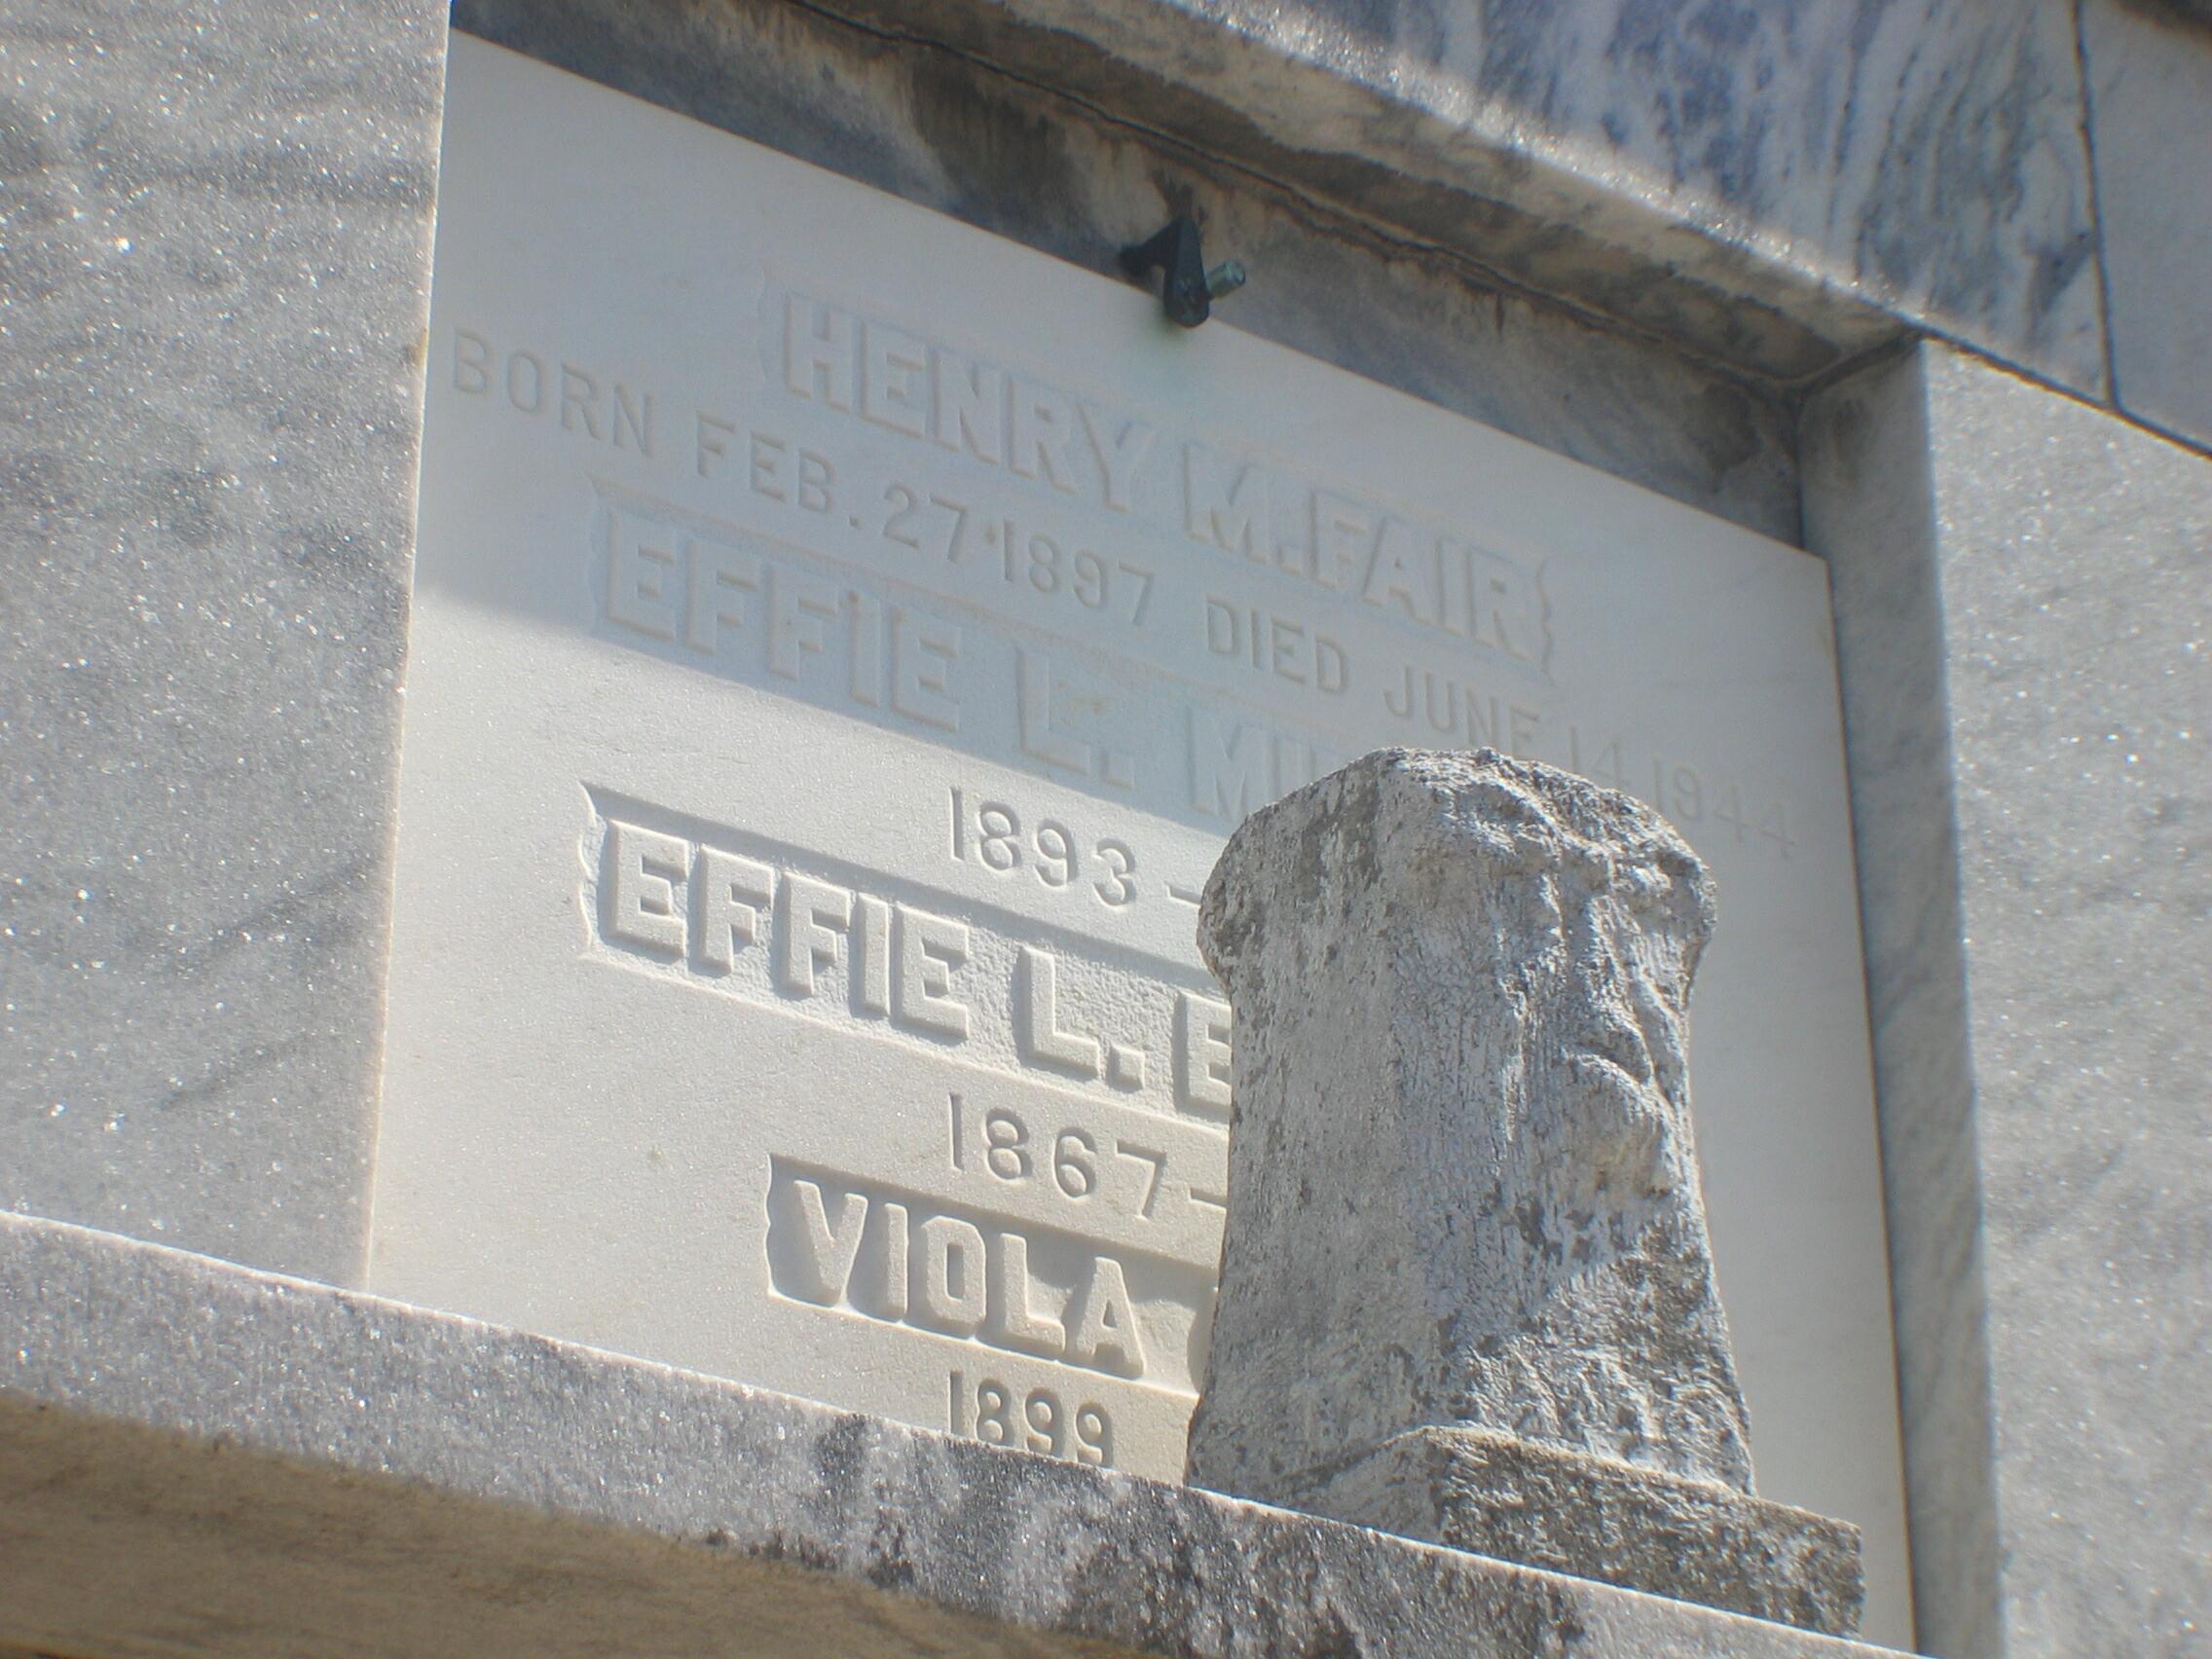 HENRY M. FAIR
BORN FEB. 27 1897 DIED JUNE 14 1944
EFFIE L.
1893 -
EFFIE L.
1867 -
VIOLA
1899